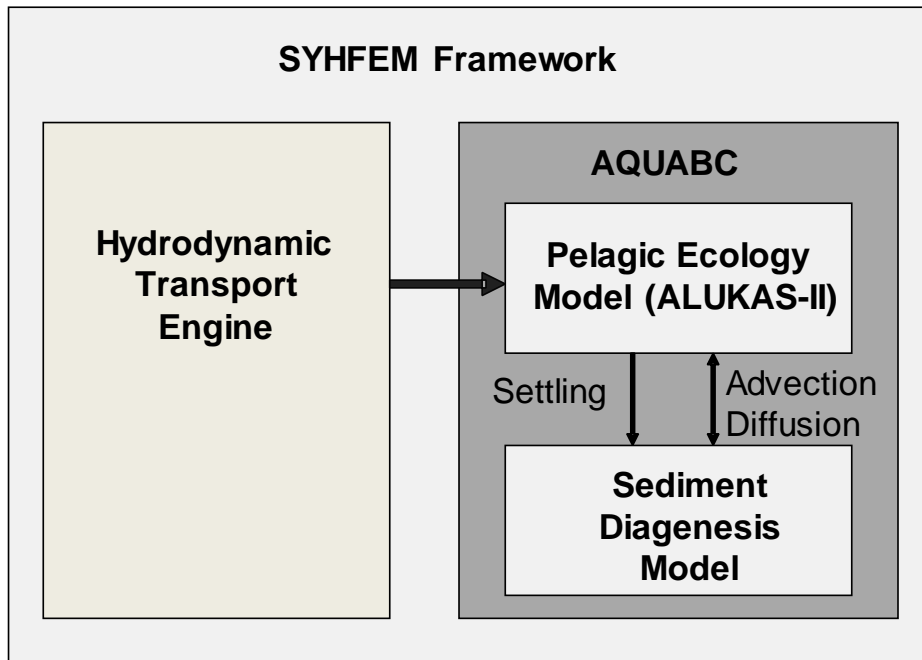 SYHFEM Framework
Hydrodynamic
Transport
Engine
AQUABC
Pelagic Ecology
Model (ALUKAS-II)
Settling
Advection
Diffusion
Sediment
Diagenesis
Model